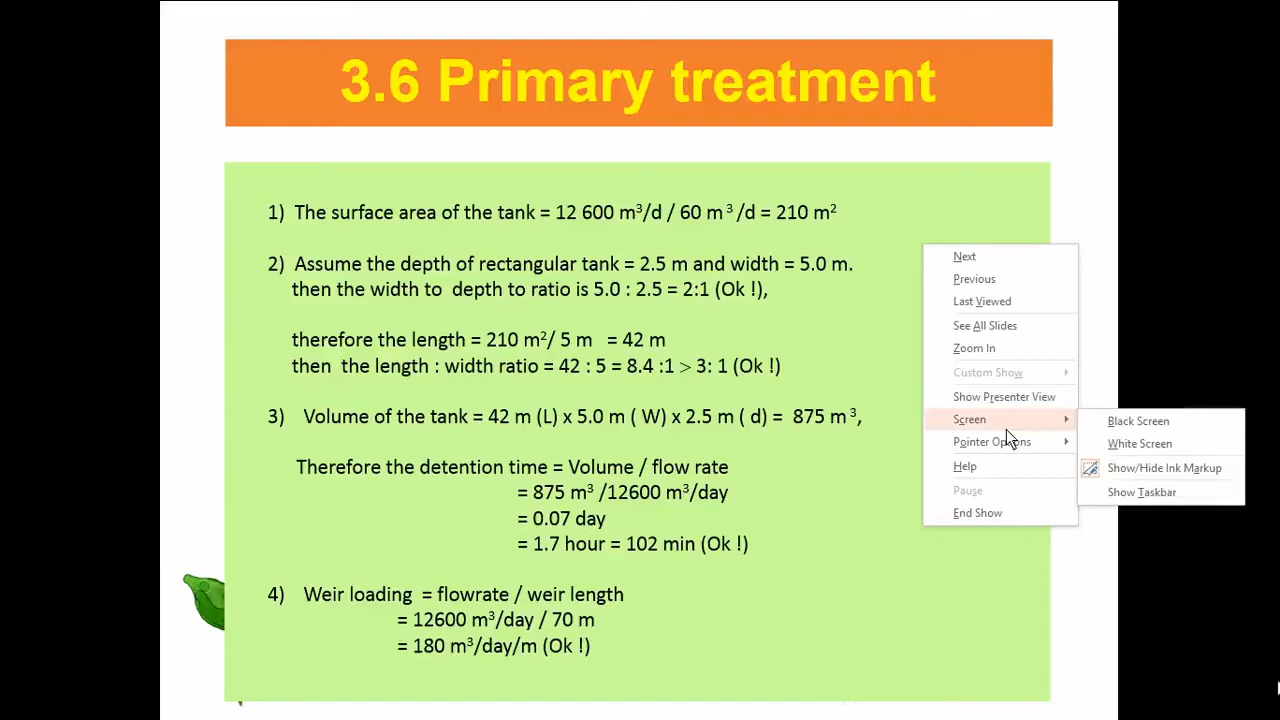 3.6 Primary treatment
1) The surface area of the tank = 12 600 m³/d / 60 m ³ /d = 210 m²
2) Assume the depth of rectangular tank = 2.5 m and width = 5.0 m.
then the width to depth to ratio is 5.0 : 2.5 = 2:1 (Ok !),
therefore the length = 210 m²/ 5 m = 42 m
then the length : width ratio = 42 : 5 = 8.4 :1 > 3: 1 (Ok !)
3) Volume of the tank = 42 m (L) x 5.0 m ( W) x 2.5 m ( d) = 875 m ³,
Therefore the detention time = Volume / flow rate
= 875 m³ /12600 m³/day
= 0.07 day
= 1.7 hour = 102 min (Ok !)
4) Weir loading = flowrate / weir length
= 12600 m³/day / 70 m
= 180 m³/day/m (Ok !)
Next
Previous
Last Viewed
See All Slides
Zoom In
Custom Show
Show Presenter View
Screen
Pointer Options
Help
Pause
End Show
Black Screen
White Screen
Show/Hide Ink Markup
Show Taskbar